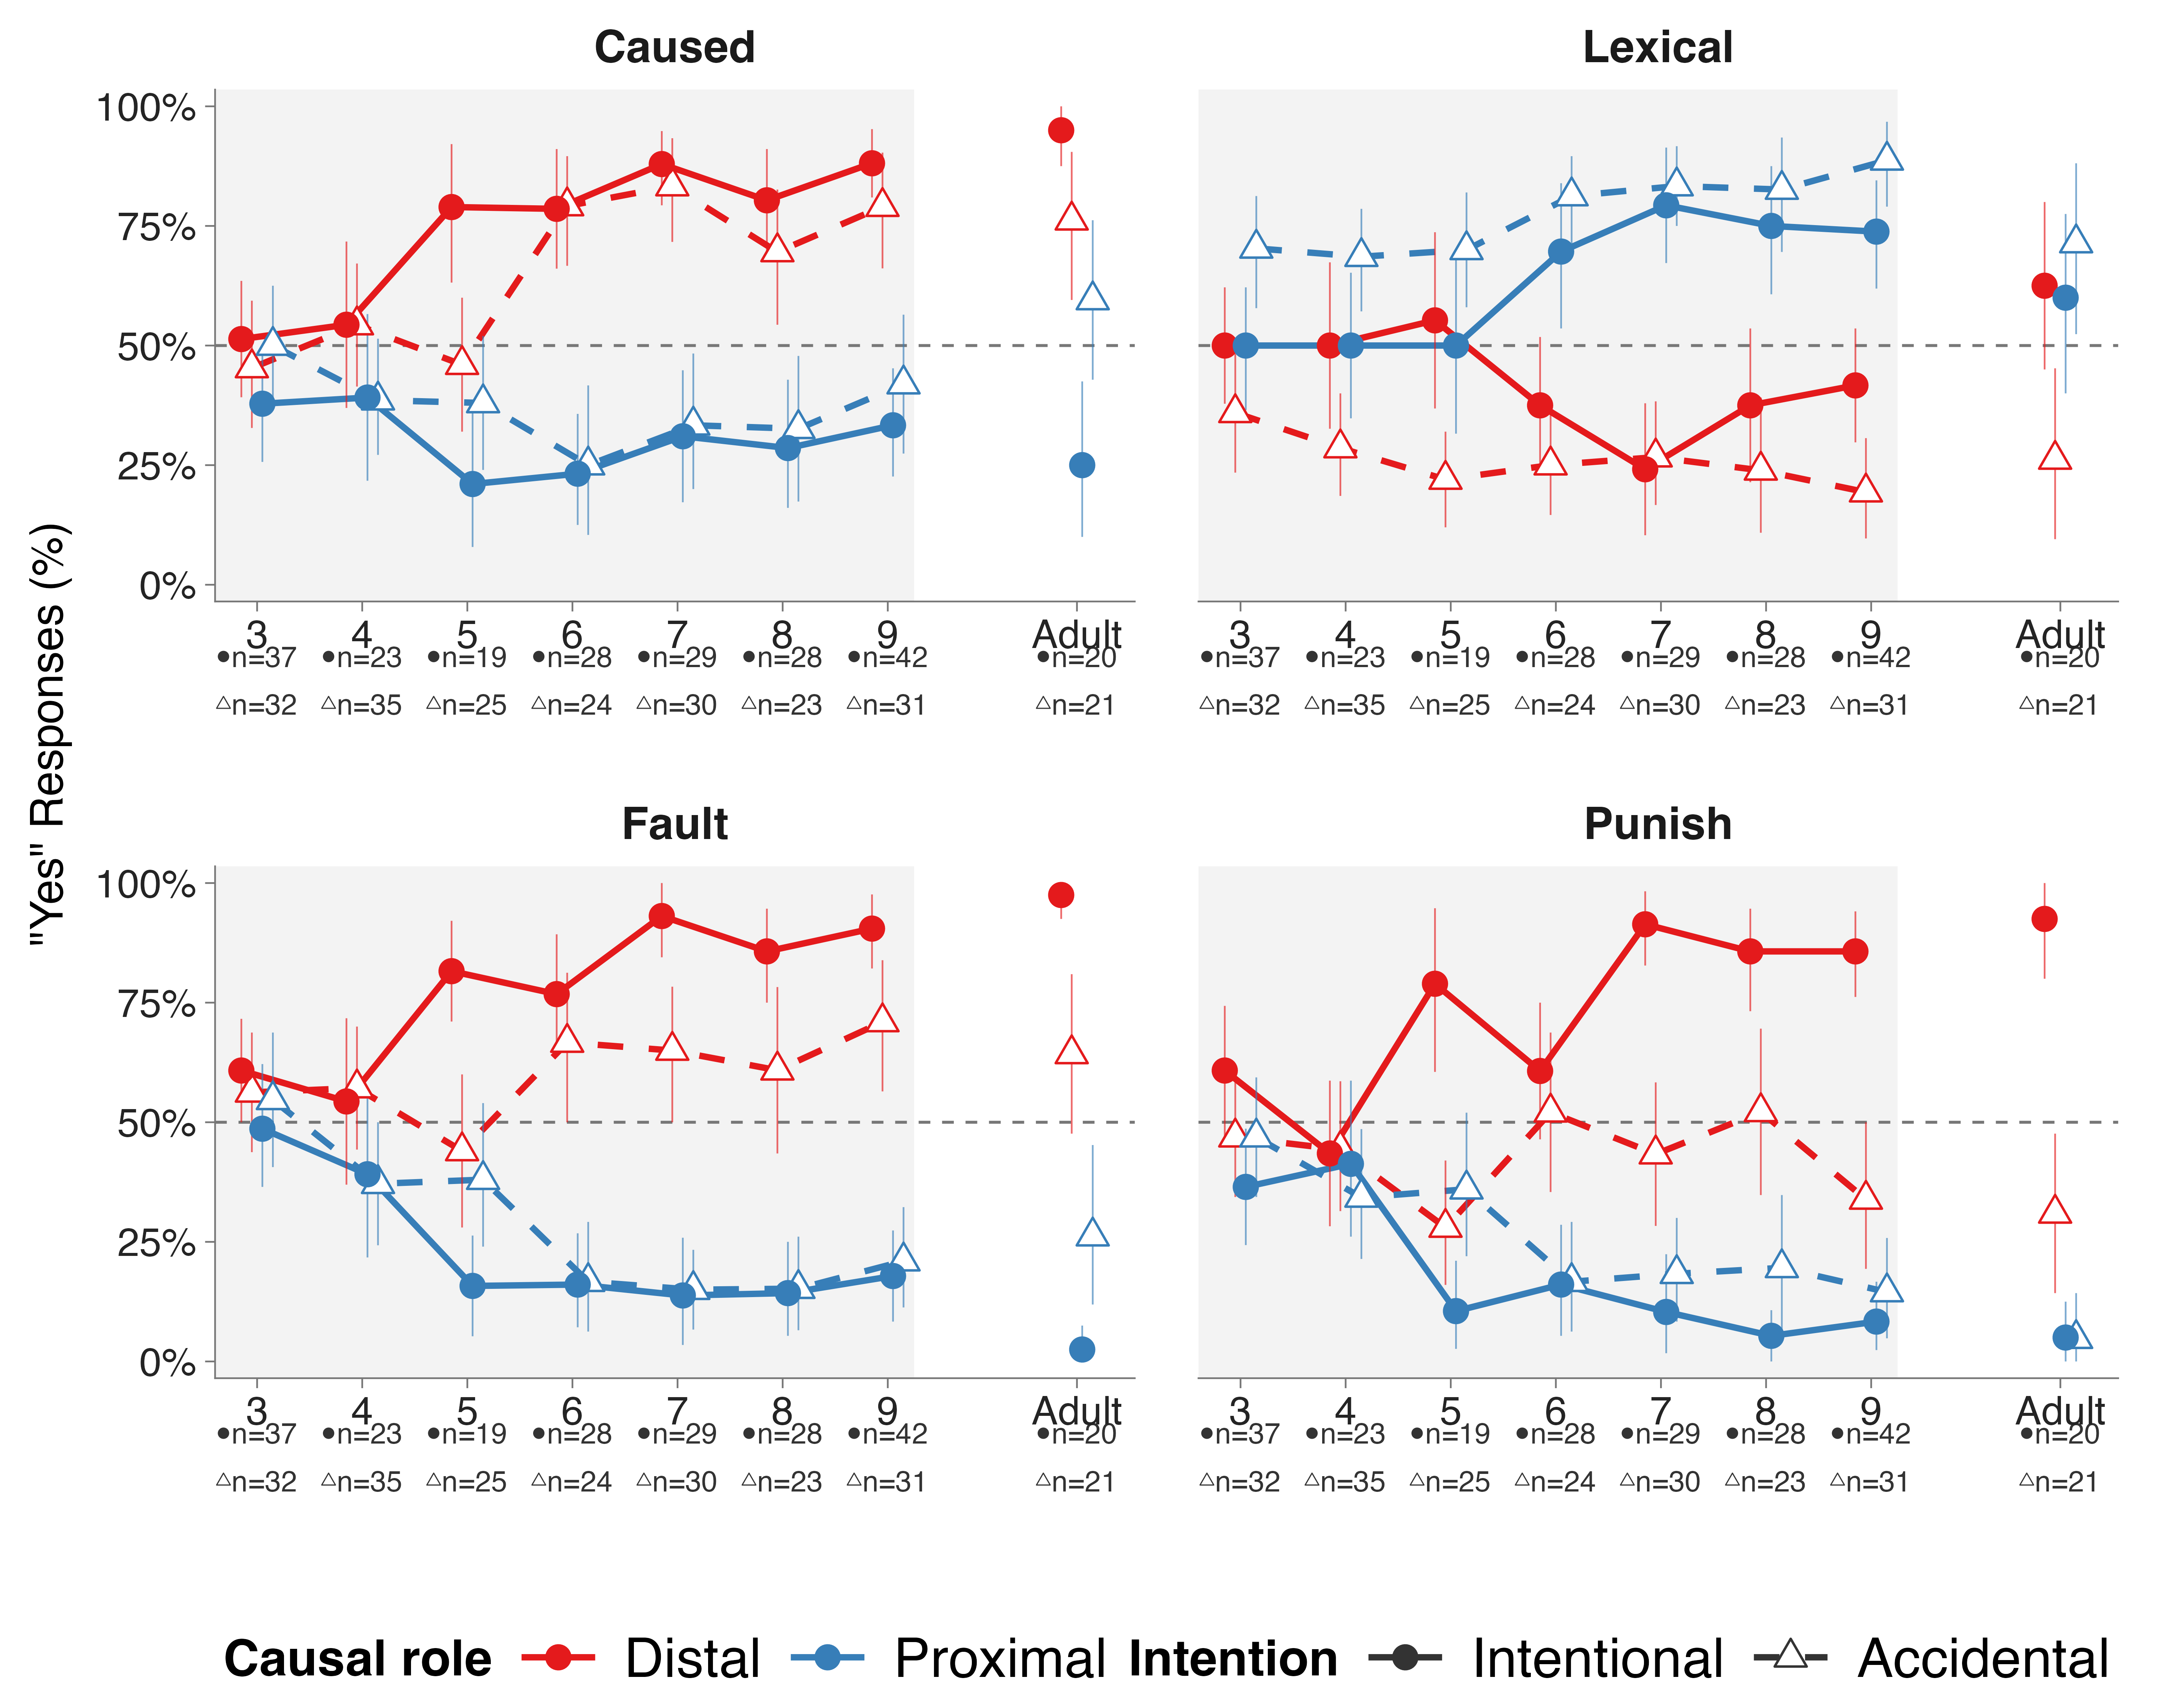 Caused Lexical
"Yes" Responses (%)
100%
75%
50%
25%
0%
3 4 5 6 7 8 9 Adult 3 4 5 6 7 8 9 Adult
●n=37 ●n=23 ●n=19 ●n=28 ●n=29 ●n=28 ●n=42 ●n=20 ●n=37 ●n=23 ●n=19 ●n=28 ●n=29 ●n=28 ●n=42 ●n=20
△n=32 △n=35 △n=25 △n=24 △n=30 △n=23 △n=31 △n=21 △n=32 △n=35 △n=25 △n=24 △n=30 △n=23 △n=31 △n=21
Fault Punish
100%
75%
50%
25%
0%
3 4 5 6 7 8 9 Adult 3 4 5 6 7 8 9 Adult
●n=37 ●n=23 ●n=19 ●n=28 ●n=29 ●n=28 ●n=42 ●n=20 ●n=37 ●n=23 ●n=19 ●n=28 ●n=29 ●n=28 ●n=42 ●n=20
△n=32 △n=35 △n=25 △n=24 △n=30 △n=23 △n=31 △n=21 △n=32 △n=35 △n=25 △n=24 △n=30 △n=23 △n=31 △n=21
Causal role Distal Proximal Intention Intentional Accidental